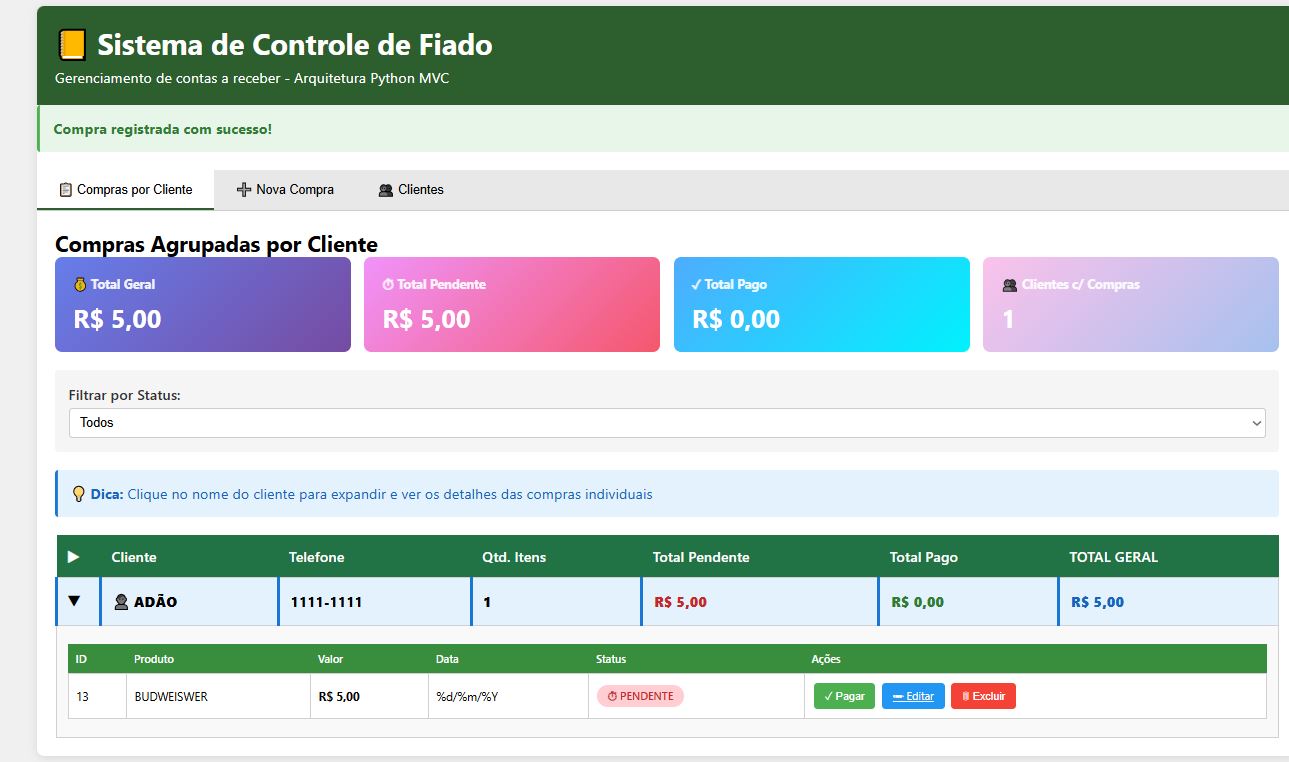 Sistema de Controle de Fiado
Gerenciamento de contas a receber - Arquitetura Python MVC
Compra registrada com sucesso!
Compras por Cliente Nova Compra Clientes
Compras Agrupadas por Cliente
Total Geral Total Pendente ✓ Total Pago Clientes c/ Compras
R$ 5,00 R$ 5,00 R$ 0,00 1
Filtrar por Status:
Todos
Dica: Clique no nome do cliente para expandir e ver os detalhes das compras individuais
▶ Cliente Telefone Qtd. Itens Total Pendente Total Pago TOTAL GERAL
▼ ADÃO 1111-1111 1 R$ 5,00 R$ 0,00 R$ 5,00
ID Produto Valor Data Status Ações
13 BUDWEISWER R$ 5,00 %d/%m/%Y PENDENTE ✓ Pagar Editar Excluir